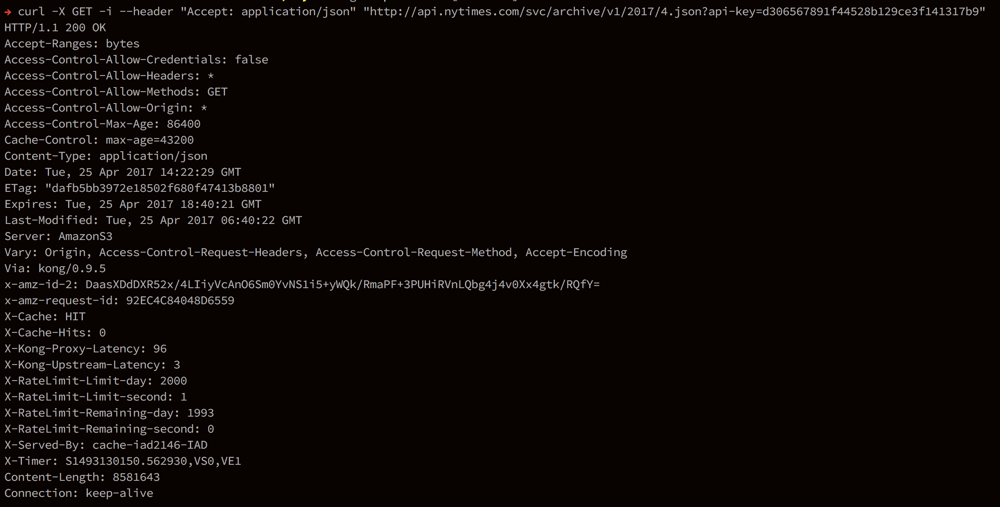 → curl -X GET -i --header "Accept: application/json" "http://api.nytimes.com/svc/archive/v1/2017/4.json?api-key=d306567891f44528b129ce3f141317b9"
HTTP/1.1 200 OK
Accept-Ranges: bytes
Access-Control-Allow-Credentials: false
Access-Control-Allow-Headers: *
Access-Control-Allow-Methods: GET
Access-Control-Allow-Origin: *
Access-Control-Max-Age: 86400
Cache-Control: max-age=43200
Content-Type: application/json
Date: Tue, 25 Apr 2017 14:22:29 GMT
ETag: "dafb5bb3972e18502f680f47413b8801"
Expires: Tue, 25 Apr 2017 18:40:21 GMT
Last-Modified: Tue, 25 Apr 2017 06:40:22 GMT
Server: AmazonS3
Vary: Origin, Access-Control-Request-Headers, Access-Control-Request-Method, Accept-Encoding
Via: kong/0.9.5
x-amz-id-2: DaasXDdDXR52x/4LIiyVcAnO6Sm0YvNS1i5+yWQk/RmaPF+3PUHiRVnLQbg4j4v0Xx4gtk/RQfY=
x-amz-request-id: 92EC4C84048D6559
X-Cache: HIT
X-Cache-Hits: 0
X-Kong-Proxy-Latency: 96
X-Kong-Upstream-Latency: 3
X-RateLimit-Limit-day: 2000
X-RateLimit-Limit-second: 1
X-RateLimit-Remaining-day: 1993
X-RateLimit-Remaining-second: 0
X-Served-By: cache-iad2146-IAD
X-Timer: S1493130150.562930,VS0,VE1
Content-Length: 8581643
Connection: keep-alive